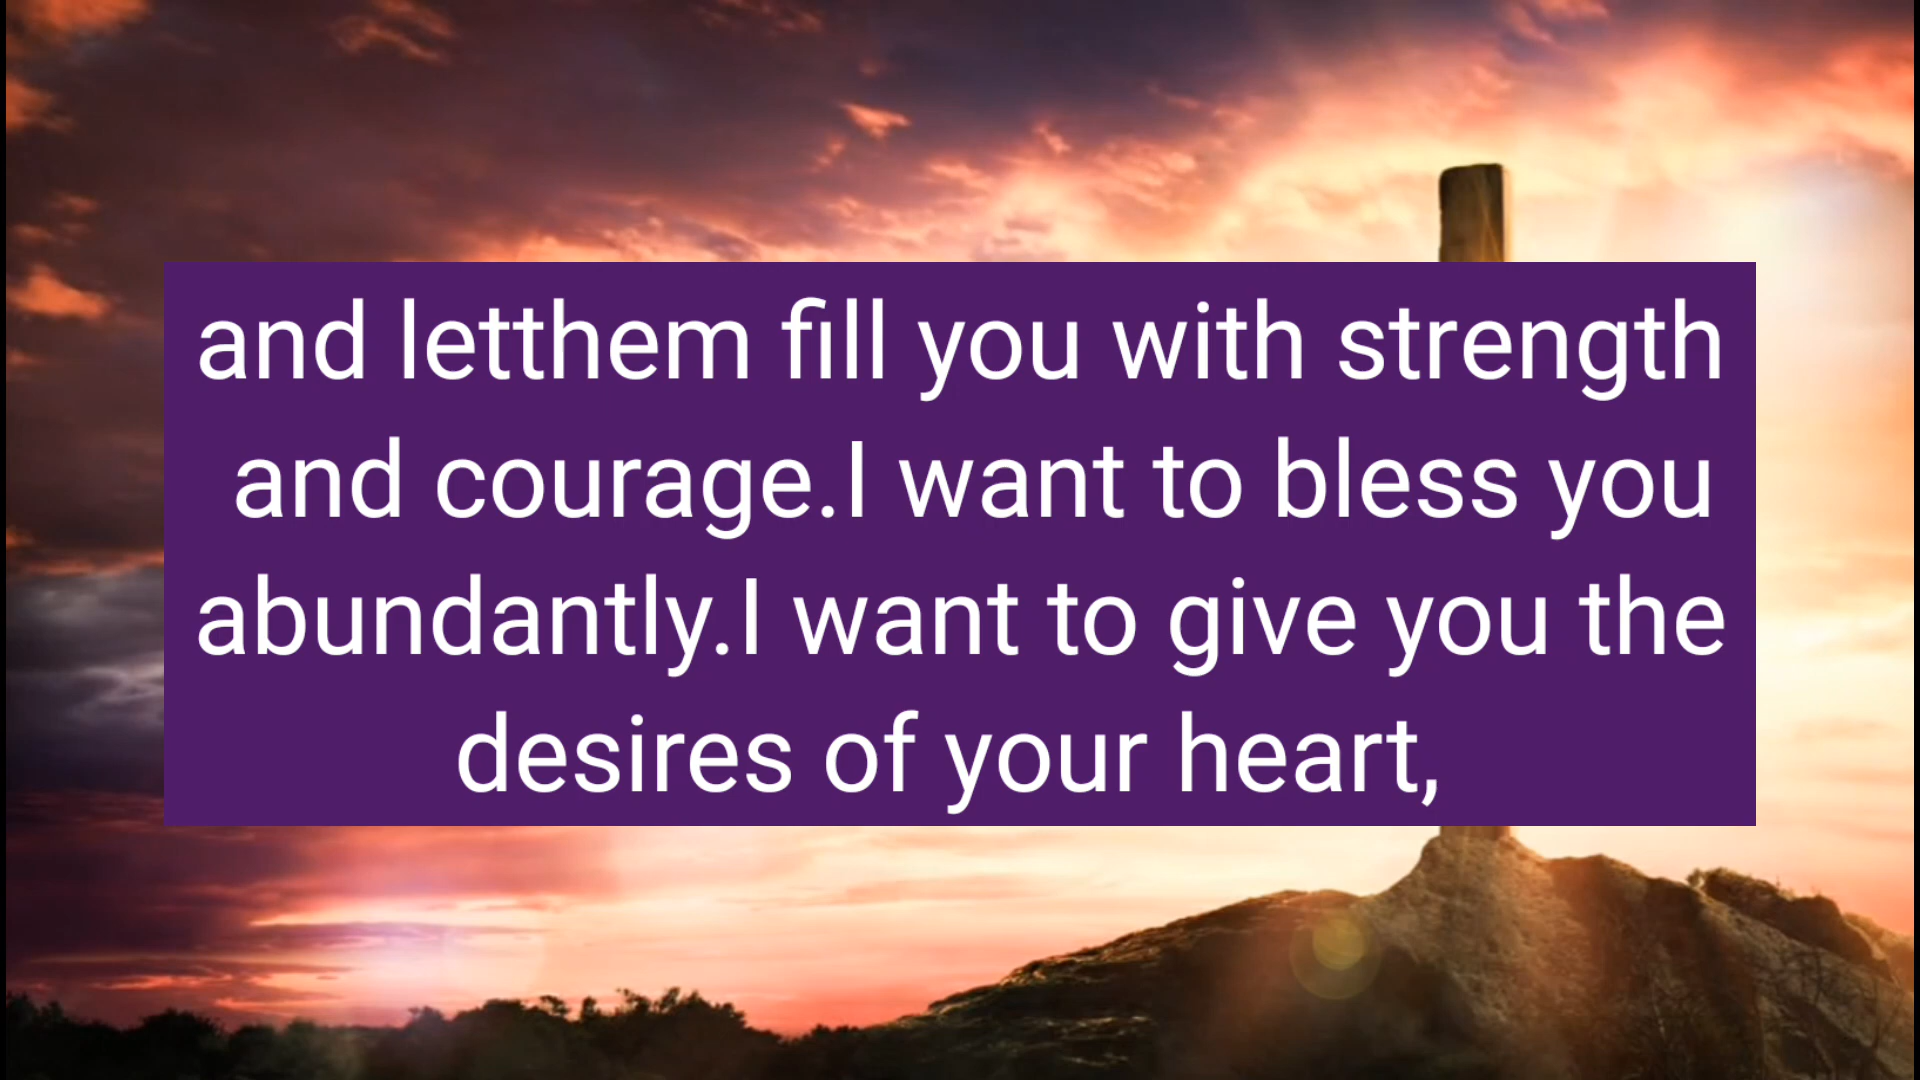 and letthem fill you with strength
and courage.I want to bless you
abundantly.I want to give you the
desires of your heart,